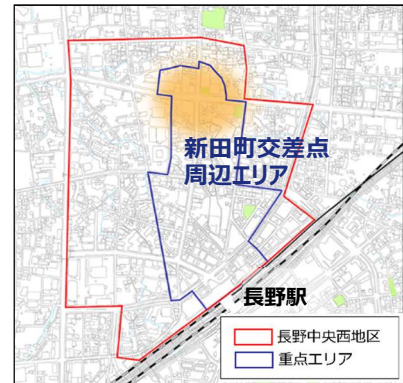 新田町交差点
周辺エリア
長野駅
長野中央西地区
重点エリア